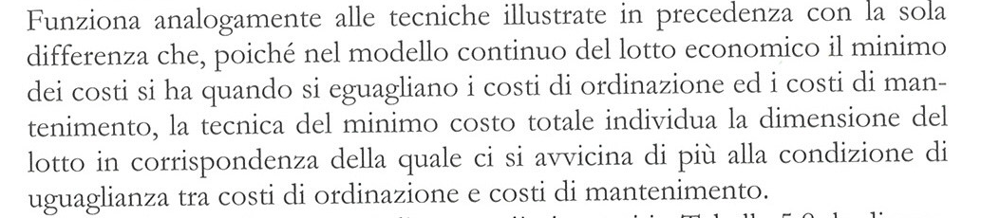 Funziona analogamente alle tecniche illustrate in precedenza con la sola
differenza che, poiché nel modello continuo del lotto economico il minimo
dei costi si ha quando si eguagliano i costi di ordinazione ed i costi di man-
tenimento, la tecnica del minimo costo totale individua la dimensione del
lotto in corrispondenza della quale ci si avvicina di più alla condizione di
uguaglianza tra costi di ordinazione e costi di mantenimento.